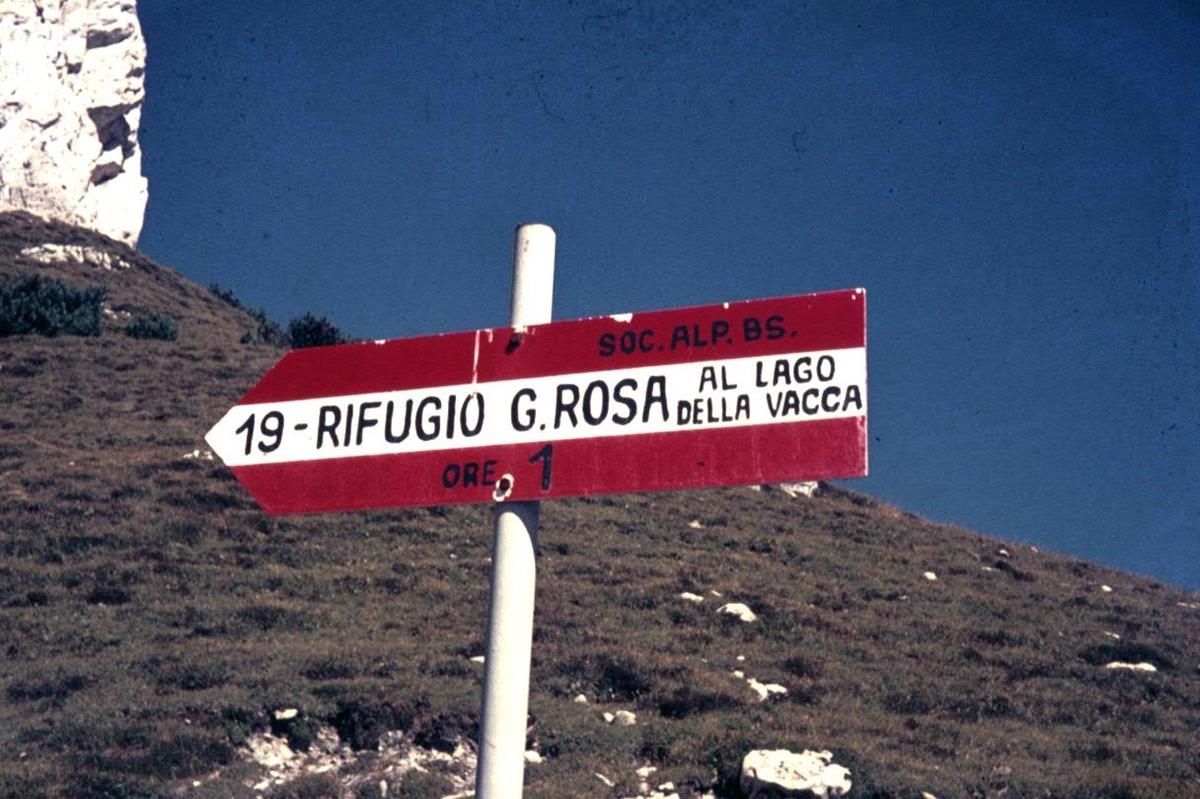 SOC. ALP. BS.
19-RIFUGIO G.ROSA AL LAGO
DELLA VACCA
ORE 1